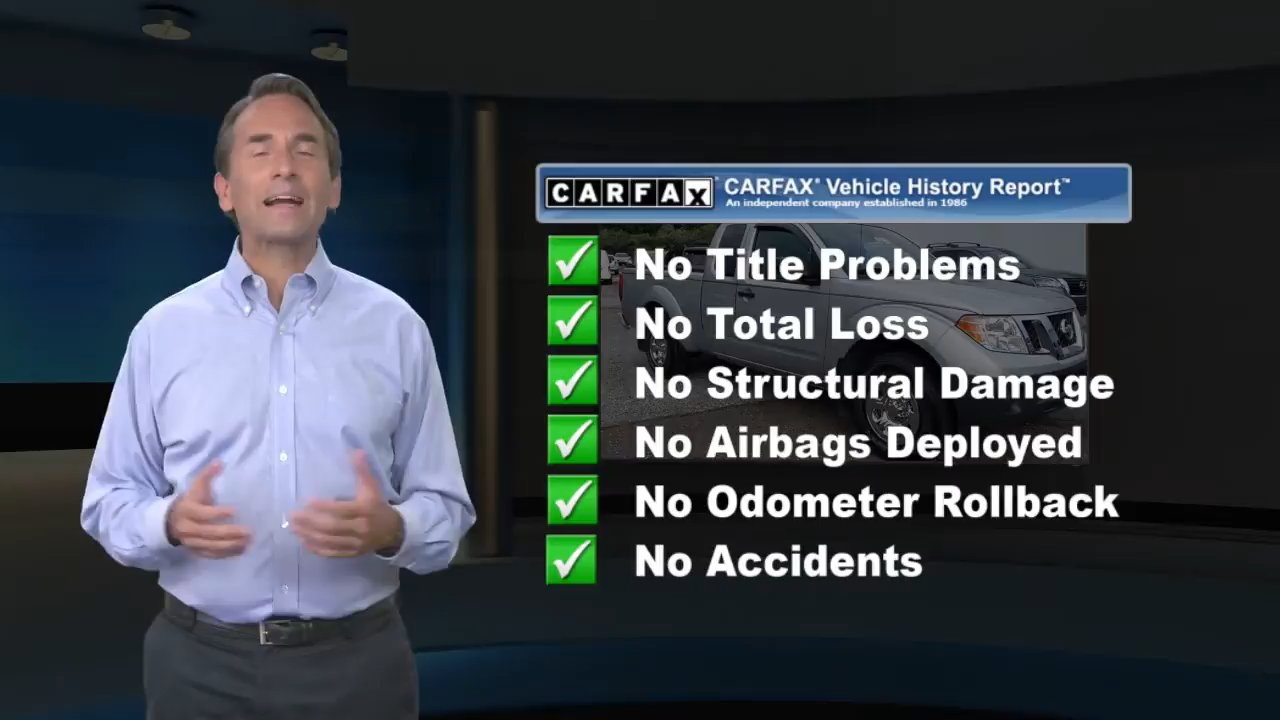 CARFAX® CARFAX® Vehicle History Report™
An independent company established in 1986
No Title Problems
No Total Loss
No Structural Damage
No Airbags Deployed
No Odometer Rollback
No Accidents